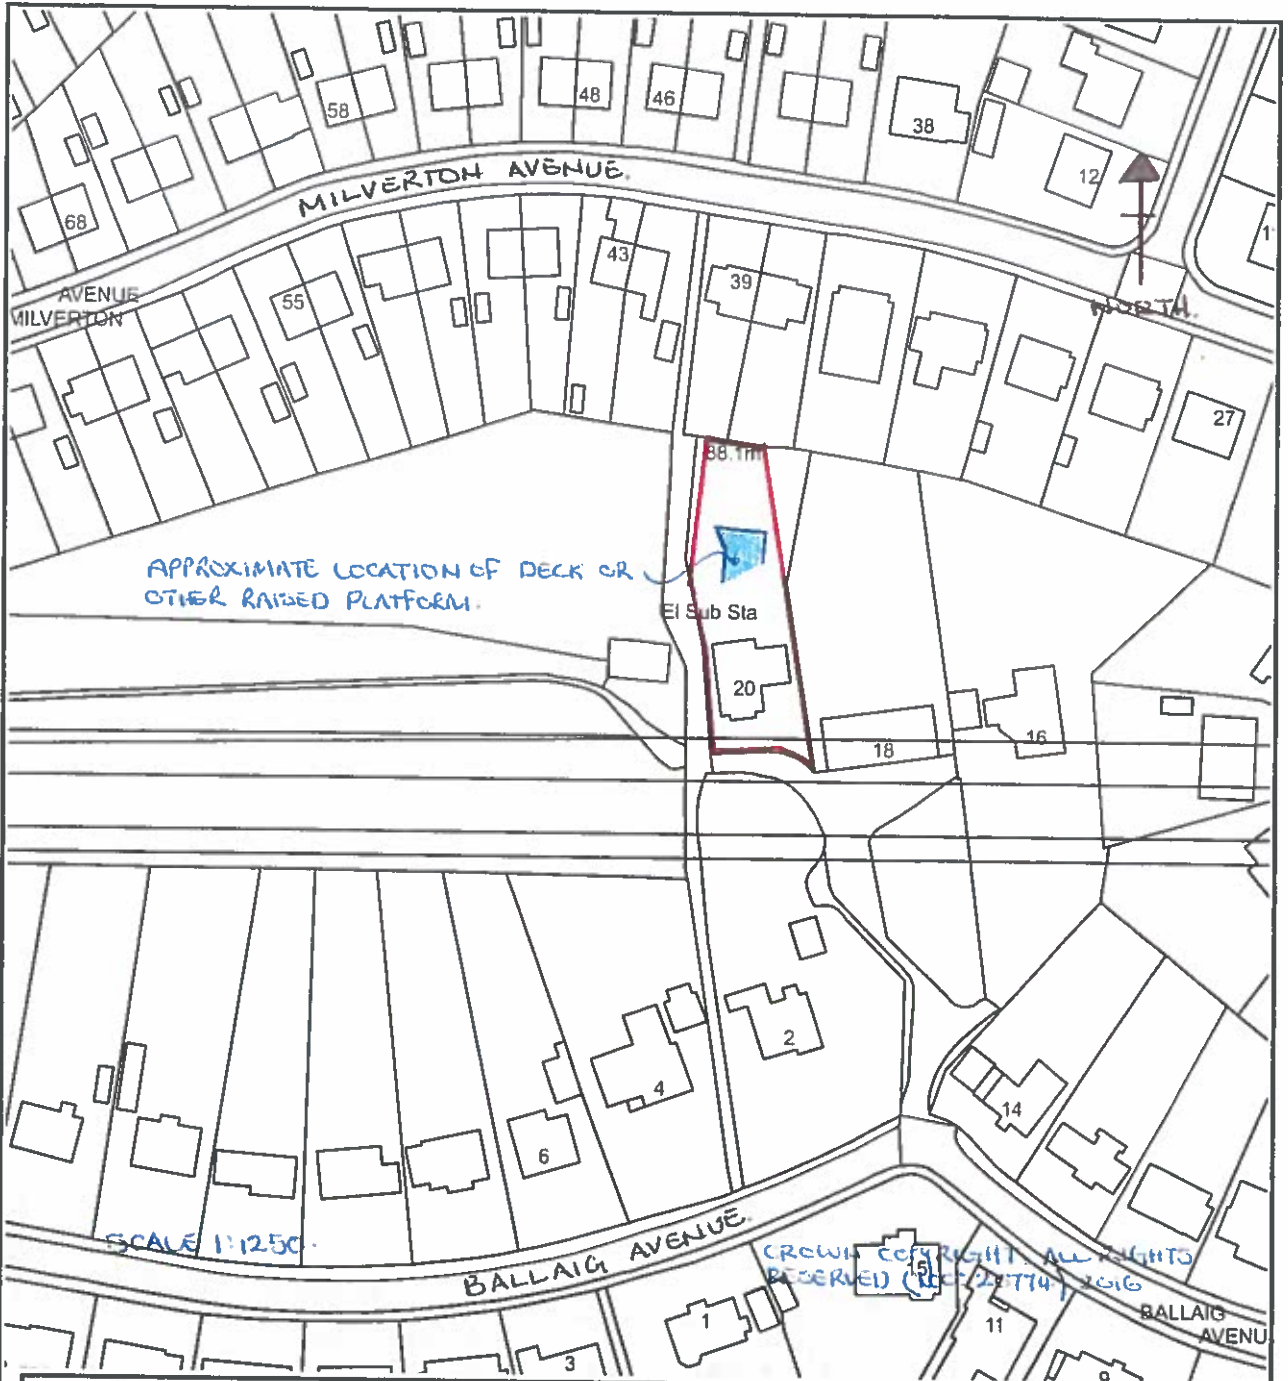 58
48
46
38
12
68
MILVERTON AVENUE.
43
39
55
AVENUE
MILVERTON
NORTH.
27
88.1m
APPROXIMATE LOCATION OF DECK OR
OTHER RAISED PLATFORM.
El Sub Sta
20
18
16
2
4
14
6
SCALE 1:1250.
BALLAIG AVENUE.
CROWN COPYRIGHT. ALL RIGHTS
RESERVED 2016
15
BALLAIG
AVENU
1
11
3
9